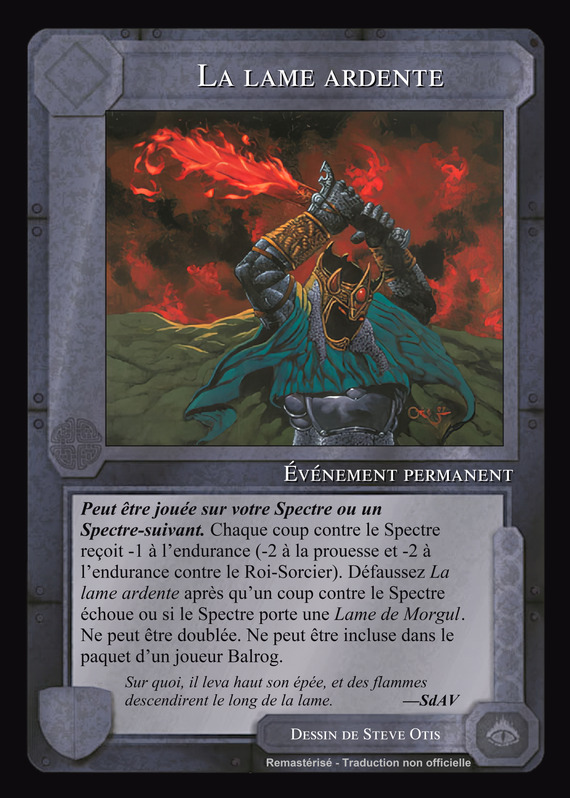 La lame ardente
Événement permanent
Peut être jouée sur votre Spectre ou un
Spectre-suivant. Chaque coup contre le Spectre
reçoit -1 à l’endurance (-2 à la prouesse et -2 à
l’endurance contre le Roi-Sorcier). Défaussez La
lame ardente après qu’un coup contre le Spectre
échoue ou si le Spectre porte une Lame de Morgul.
Ne peut être doublée. Ne peut être incluse dans le
paquet d’un joueur Balrog.
Sur quoi, il leva haut son épée, et des flammes
descendirent le long de la lame. —SdAV
Dessin de Steve Otis
Remastérisé - Traduction non officielle